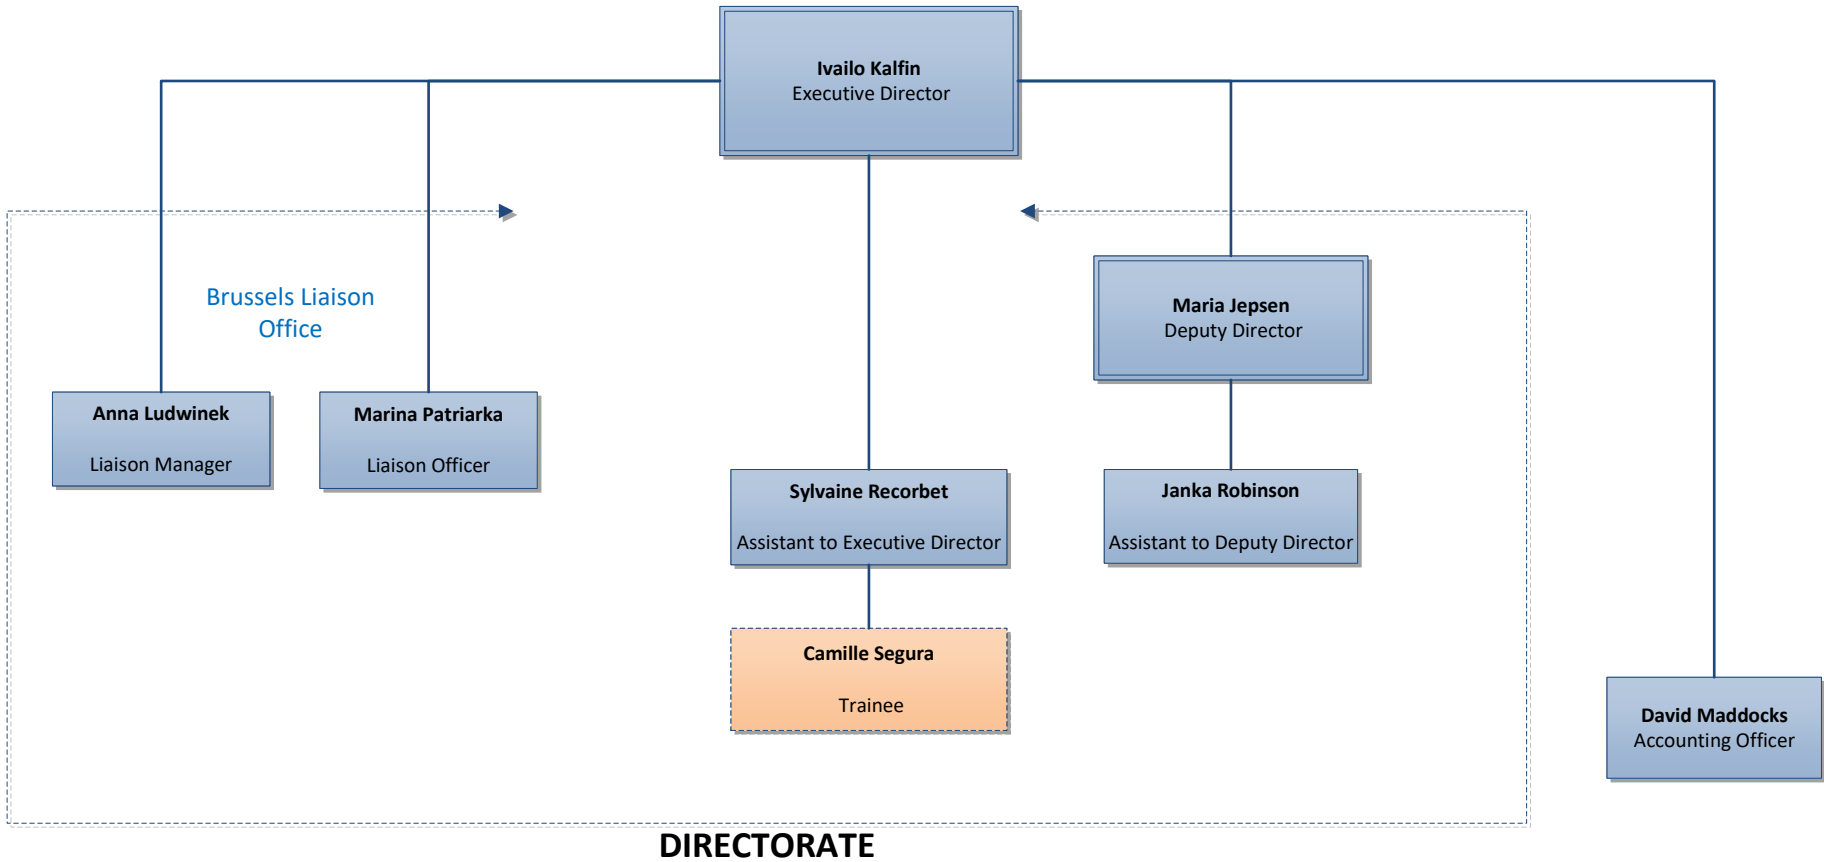 Ivailo Kalfin
Executive Director
Brussels Liaison
Office
Maria Jepsen
Deputy Director
Anna Ludwinek
Liaison Manager
Marina Patriarka
Liaison Officer
Sylvaine Recorbet
Assistant to Executive Director
Janka Robinson
Assistant to Deputy Director
Camille Segura
Trainee
David Maddocks
Accounting Officer
DIRECTORATE